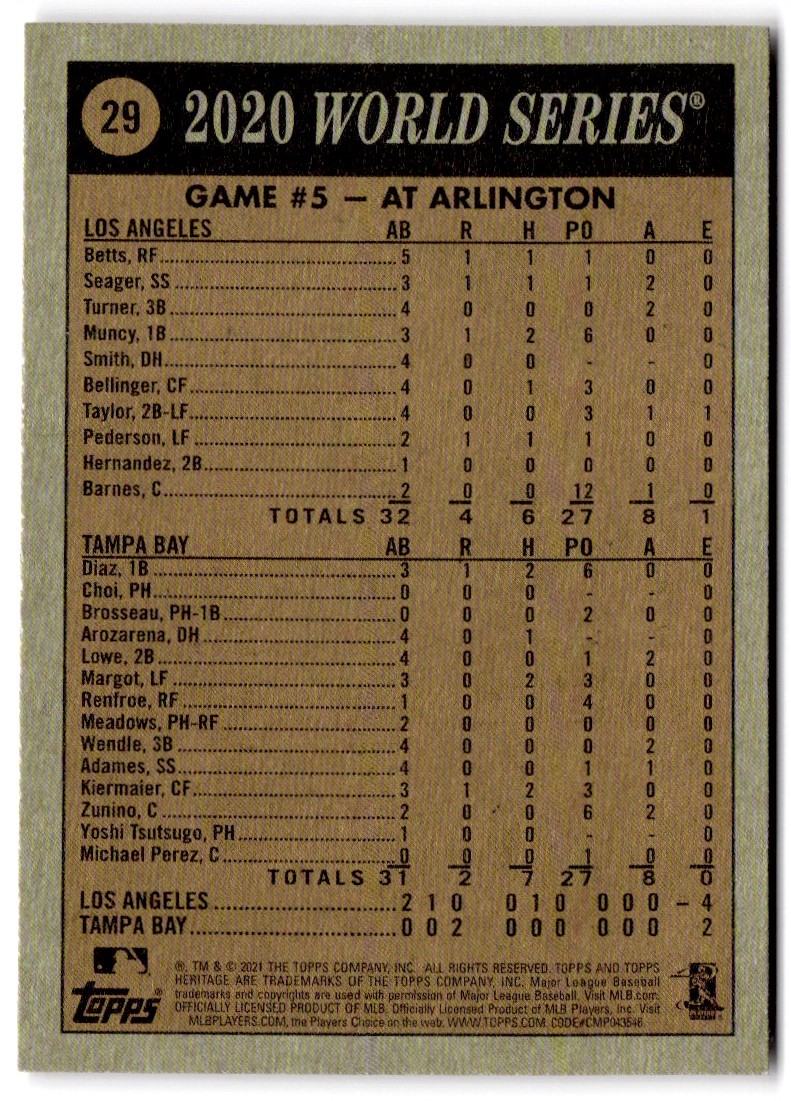 29 2020 WORLD SERIES®
GAME #5 – AT ARLINGTON
LOS ANGELES AB R H PO A E
Betts, RF 5 1 1 1 0 0
Seager, SS 3 1 1 1 2 0
Turner, 3B 4 0 0 0 2 0
Muncy, 1B 3 1 2 6 0 0
Smith, DH 4 0 0 - - 0
Bellinger, CF 4 0 1 3 0 0
Taylor, 2B-LF 4 0 0 3 1 1
Pederson, LF 2 1 1 1 0 0
Hernandez, 2B 1 0 0 0 0 0
Barnes, C 2 0 0 12 1 0
TOTALS 32 4 6 27 8 1
TAMPA BAY AB R H PO A E
Diaz, 1B 3 1 2 6 0 0
Choi, PH 0 0 0 - - 0
Brosseau, PH-1B 0 0 0 2 0 0
Arozarena, DH 4 0 1 - - 0
Lowe, 2B 4 0 0 1 2 0
Margot, LF 3 0 2 3 0 0
Renfroe, RF 1 0 0 4 0 0
Meadows, PH-RF 2 0 0 0 0 0
Wendle, 3B 4 0 0 0 2 0
Adames, SS 4 0 0 1 1 0
Kiermaier, CF 3 1 2 3 0 0
Zunino, C 2 0 0 6 2 0
Yoshi Tsutsugo, PH 1 0 0 - - 0
Michael Perez, C 0 0 0 1 0 0
TOTALS 31 2 7 27 8 0
LOS ANGELES 2 1 0 0 1 0 0 0 0 – 4
TAMPA BAY 0 0 2 0 0 0 0 0 0 2
Topps®
®, TM & © 2021 THE TOPPS COMPANY, INC. ALL RIGHTS RESERVED. TOPPS AND TOPPS
HERITAGE ARE TRADEMARKS OF THE TOPPS COMPANY, INC. Major League Baseball
trademarks and copyrights are used with permission of Major League Baseball. Visit MLB.com.
OFFICIALLY LICENSED PRODUCT OF MLB. Officially Licensed Product of MLB Players, Inc. Visit
MLBPLAYERS.COM, the Players Choice on the web. WWW.TOPPS.COM. CODE#CMP043546